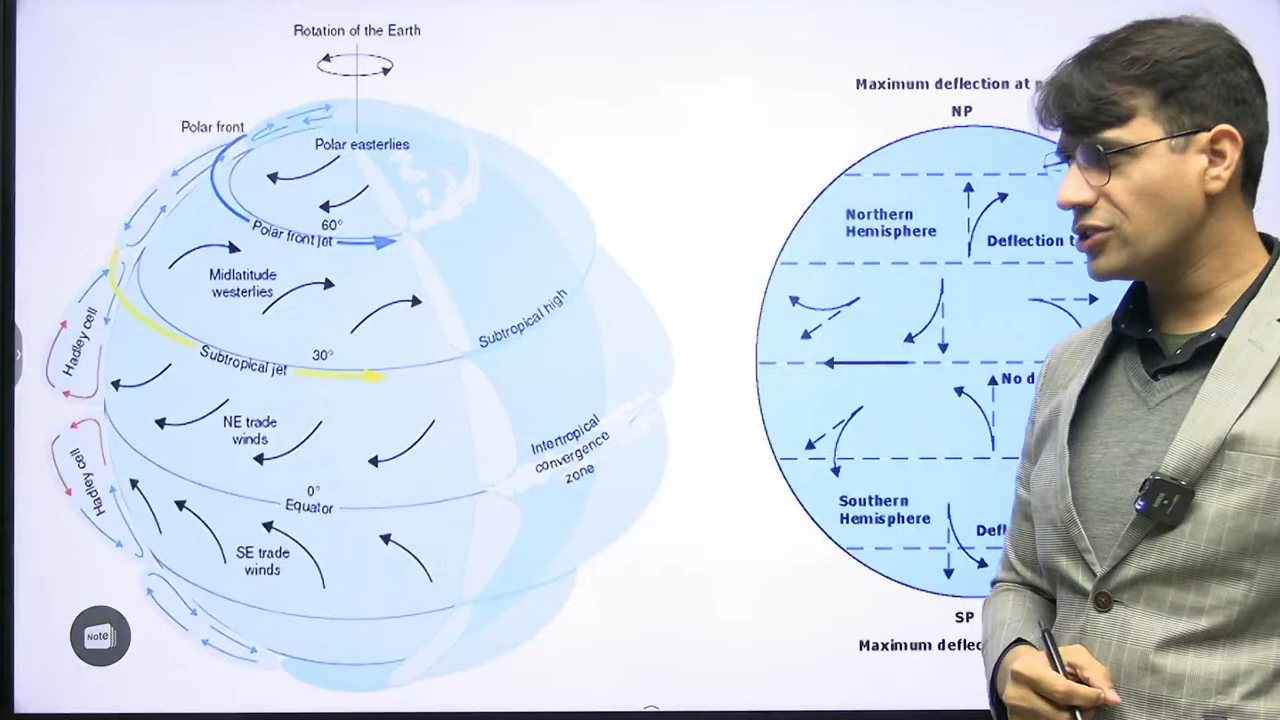 Rotation of the Earth
Polar front
Polar easterlies
60°
Polar front jet
Midlatitude
westerlies
Hadley cell
Subtropical high
30°
Subtropical jet
NE trade
winds
Intertropical
convergence
zone
Hadley cell
0°
Equator
SE trade
winds
Note
Maximum deflection at
NP
Northern
Hemisphere
Deflection
No
Southern
Hemisphere
SP
Maximum